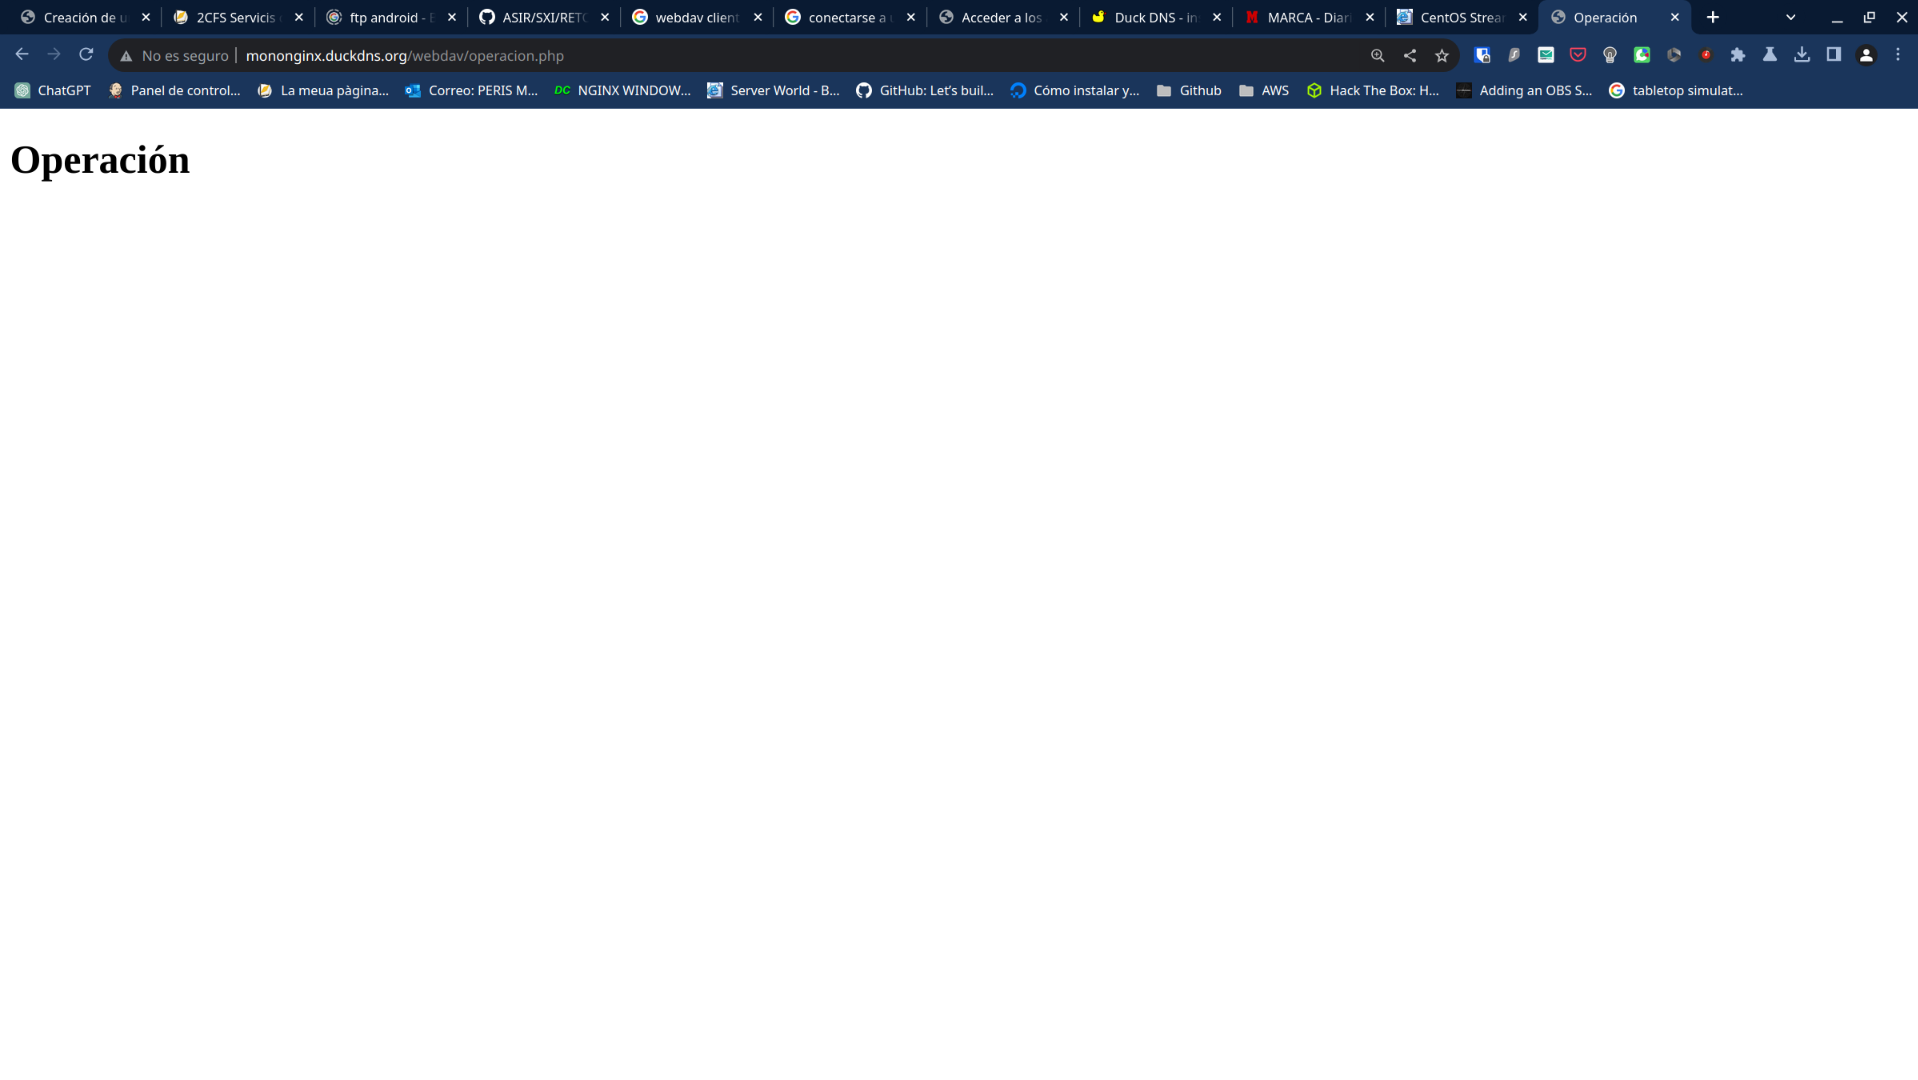 Creación de u
2CFS Servicis
ftp android - E
ASIR/SXI/RETO
webdav client
conectarse a u
Acceder a los
Duck DNS - in
MARCA - Diari
CentOS Strear
Operación
No es seguro
mononginx.duckdns.org/webdav/operacion.php
ChatGPT
Panel de control...
La meua pàgina...
Correo: PERIS M...
DC NGINX WINDOW...
Server World - B...
GitHub: Let's buil...
Cómo instalar y...
Github
AWS
Hack The Box: H...
Adding an OBS S...
tabletop simulat...
Operación